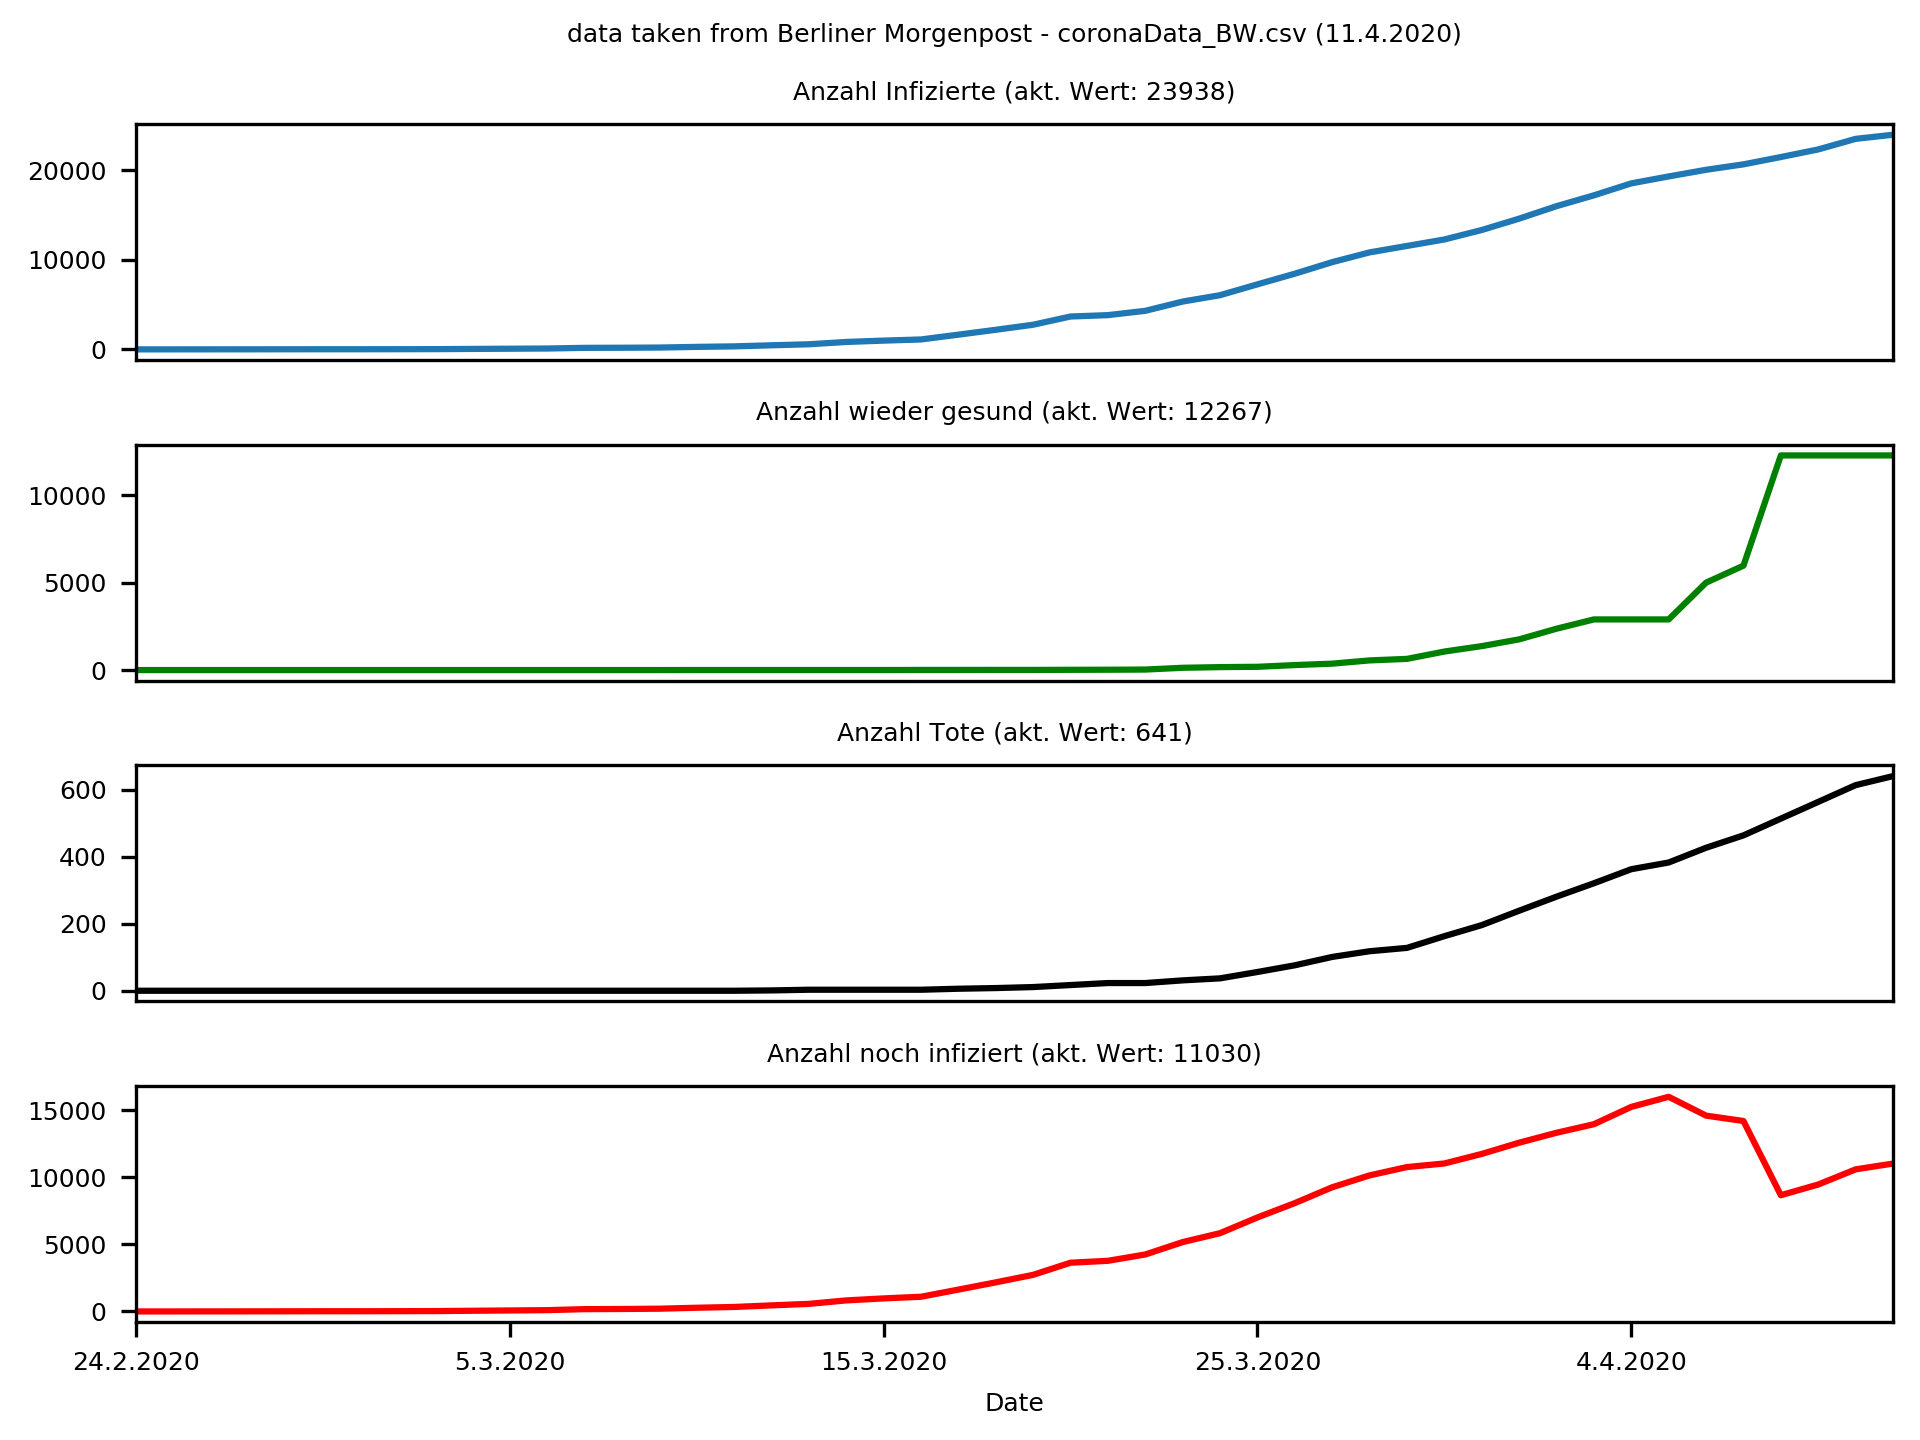 data taken from Berliner Morgenpost - coronaData_BW.csv (11.4.2020)
Anzahl Infizierte (akt. Wert: 23938)
20000
10000
0
Anzahl wieder gesund (akt. Wert: 12267)
10000
5000
0
Anzahl Tote (akt. Wert: 641)
600
400
200
0
Anzahl noch infiziert (akt. Wert: 11030)
15000
10000
5000
0
24.2.2020 5.3.2020 15.3.2020 25.3.2020 4.4.2020
Date